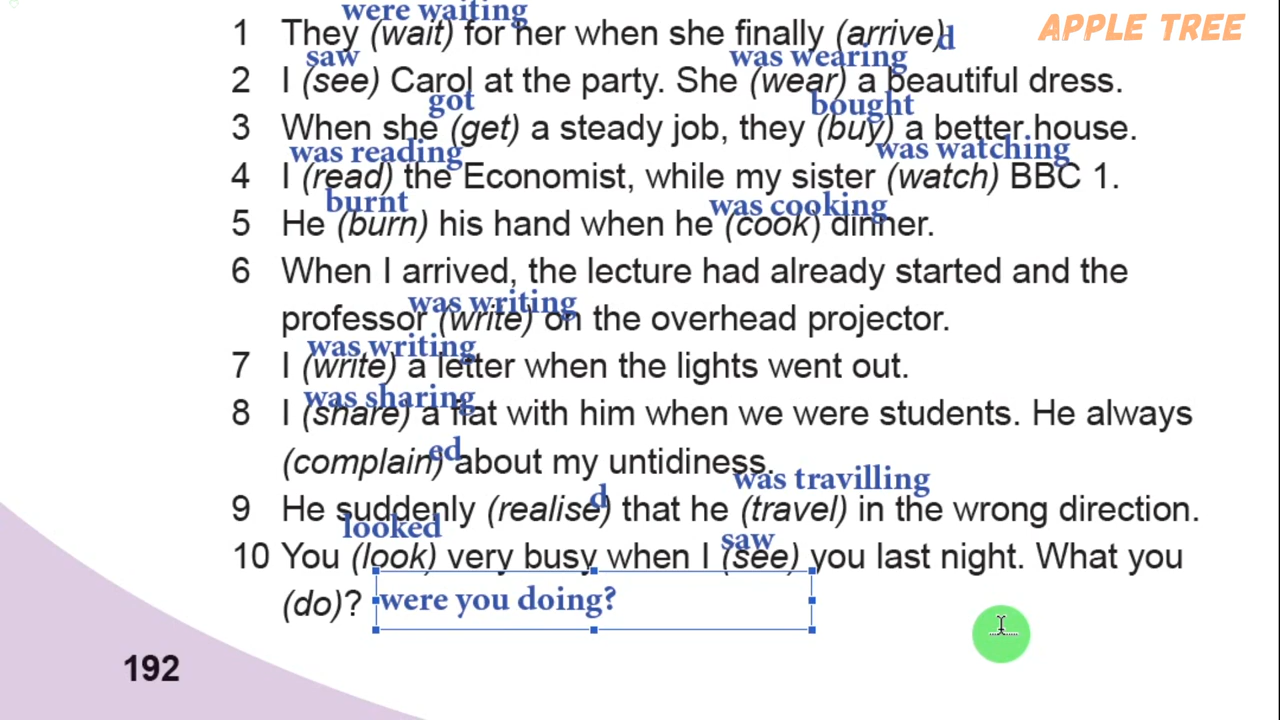 were waiting
APPLE TREE
1 They (wait) for her when she finally (arrive)d
saw was wearing
2 I (see) Carol at the party. She (wear) a beautiful dress.
got bought
3 When she (get) a steady job, they (buy) a better house.
was reading was watching
4 I (read) the Economist, while my sister (watch) BBC 1.
burnt was cooking
5 He (burn) his hand when he (cook) dinner.
6 When I arrived, the lecture had already started and the
was writing
professor (write) on the overhead projector.
was writing
7 I (write) a letter when the lights went out.
was sharing
8 I (share) a flat with him when we were students. He always
(complain) ed about my untidiness.
was travilling
9 He suddenly (realise) d that he (travel) in the wrong direction.
looked saw
10 You (look) very busy when I (see) you last night. What you
(do)? were you doing?
192